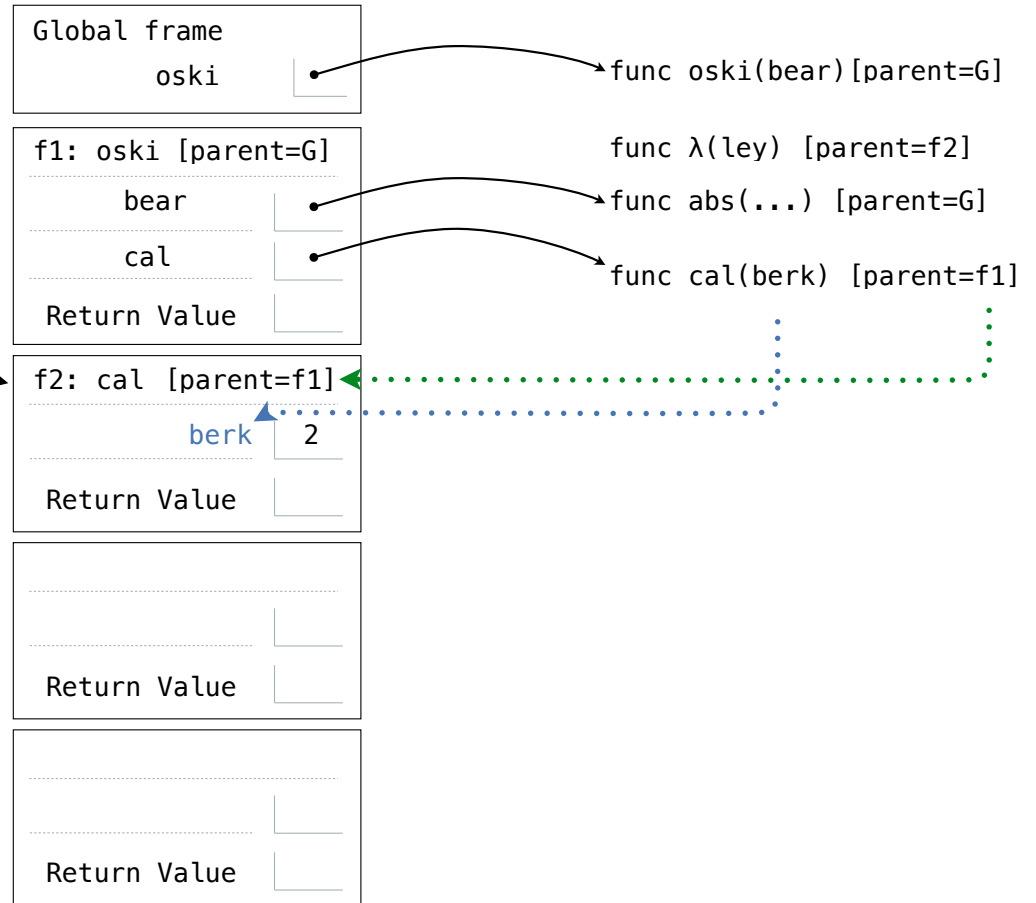 Global frame
oski
func oski(bear)[parent=G]
f1: oski [parent=G]
func λ(ley) [parent=f2]
bear
func abs(...) [parent=G]
cal
func cal(berk) [parent=f1]
Return Value
f2: cal [parent=f1]
berk 2
Return Value
Return Value
Return Value